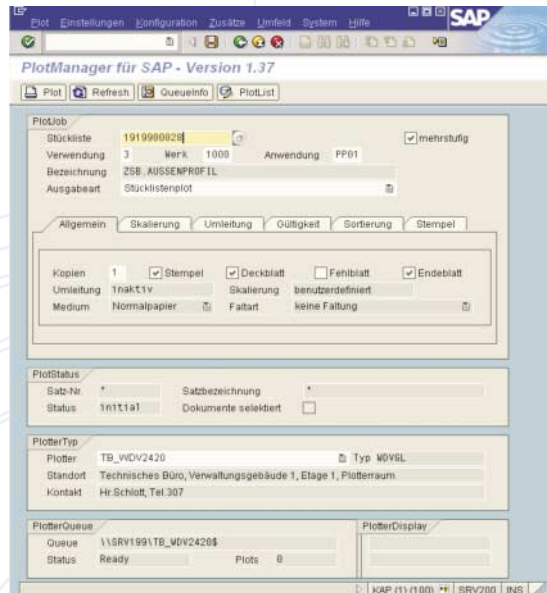 Plot Einstellungen Konfiguration Zusätze Umfeld System Hilfe
SAP
PlotManager für SAP - Version 1.37
Plot Refresh QueueInfo PlotList
PlotJob
Stückliste 1919900020 mehrstufig
Verwendung 3 Werk 1000 Anwendung PP01
Bezeichnung ZSB.AUSSENPROFIL
Ausgabeart Stücklistenplot
Allgemein Skalierung Umleitung Gültigkeit Sortierung Stempel
Kopien 1 Stempel Deckblatt Fehlblatt Endeblatt
Umleitung inaktiv Skalierung benutzerdefiniert
Medium Normalpapier Faltart keine Faltung
PlotStatus
Satz-Nr. * Satzbezeichnung *
Status initial Dokumente selektiert
PlotterTyp
Plotter TB_WDV2420 Typ WDVGL
Standort Technisches Büro, Verwaltungsgebäude 1, Etage 1, Plotterraum
Kontakt Hr.Schlott, Tel.307
PlotterQueue PlotterDisplay
Queue \\SRV199\TB_WDV2420$
Status Ready Plots 0
KAP (1) (100) SRV200 INS